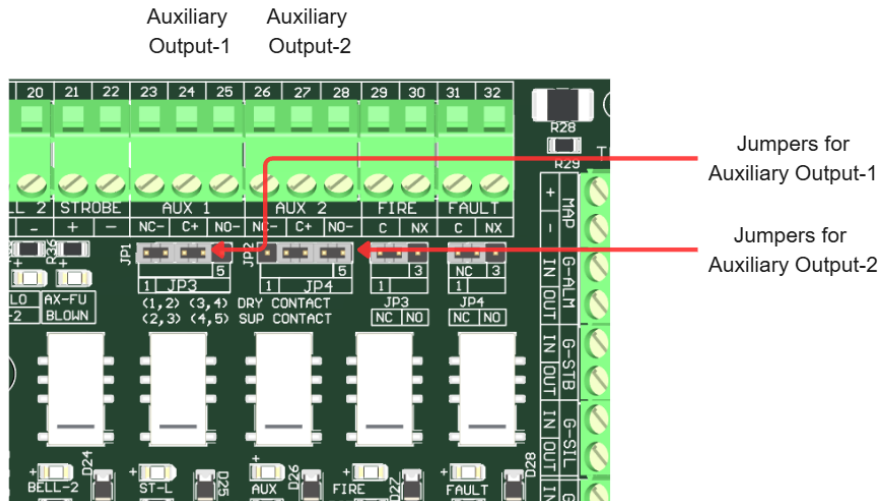 Auxiliary
Output-1
Auxiliary
Output-2
Jumpers for
Auxiliary Output-1
Jumpers for
Auxiliary Output-2
20 21 22 23 24 25 26 27 28 29 30 31 32
R28
R29
2 STROBE AUX 1 AUX 2 FIRE FAULT
- + - NC- C+ NO- NC- C+ NO- C NX C NX
R36
JP1
JP2
5
1 JP3
5
1 JP4
3
1
JP3
NC NO
NC 3
1
JP4
NC NO
(1,2) (3,4) DRY CONTACT
(2,3) (4,5) SUP CONTACT
AX-FU
BLOWN
LO
-2
+ - MAP
IN OUT G-ALM
IN OUT G-STB
IN OUT G-SIL
IN
D24
D25
D26
D27
D28
+ + + + +
BELL-2 ST-L AUX FIRE FAULT